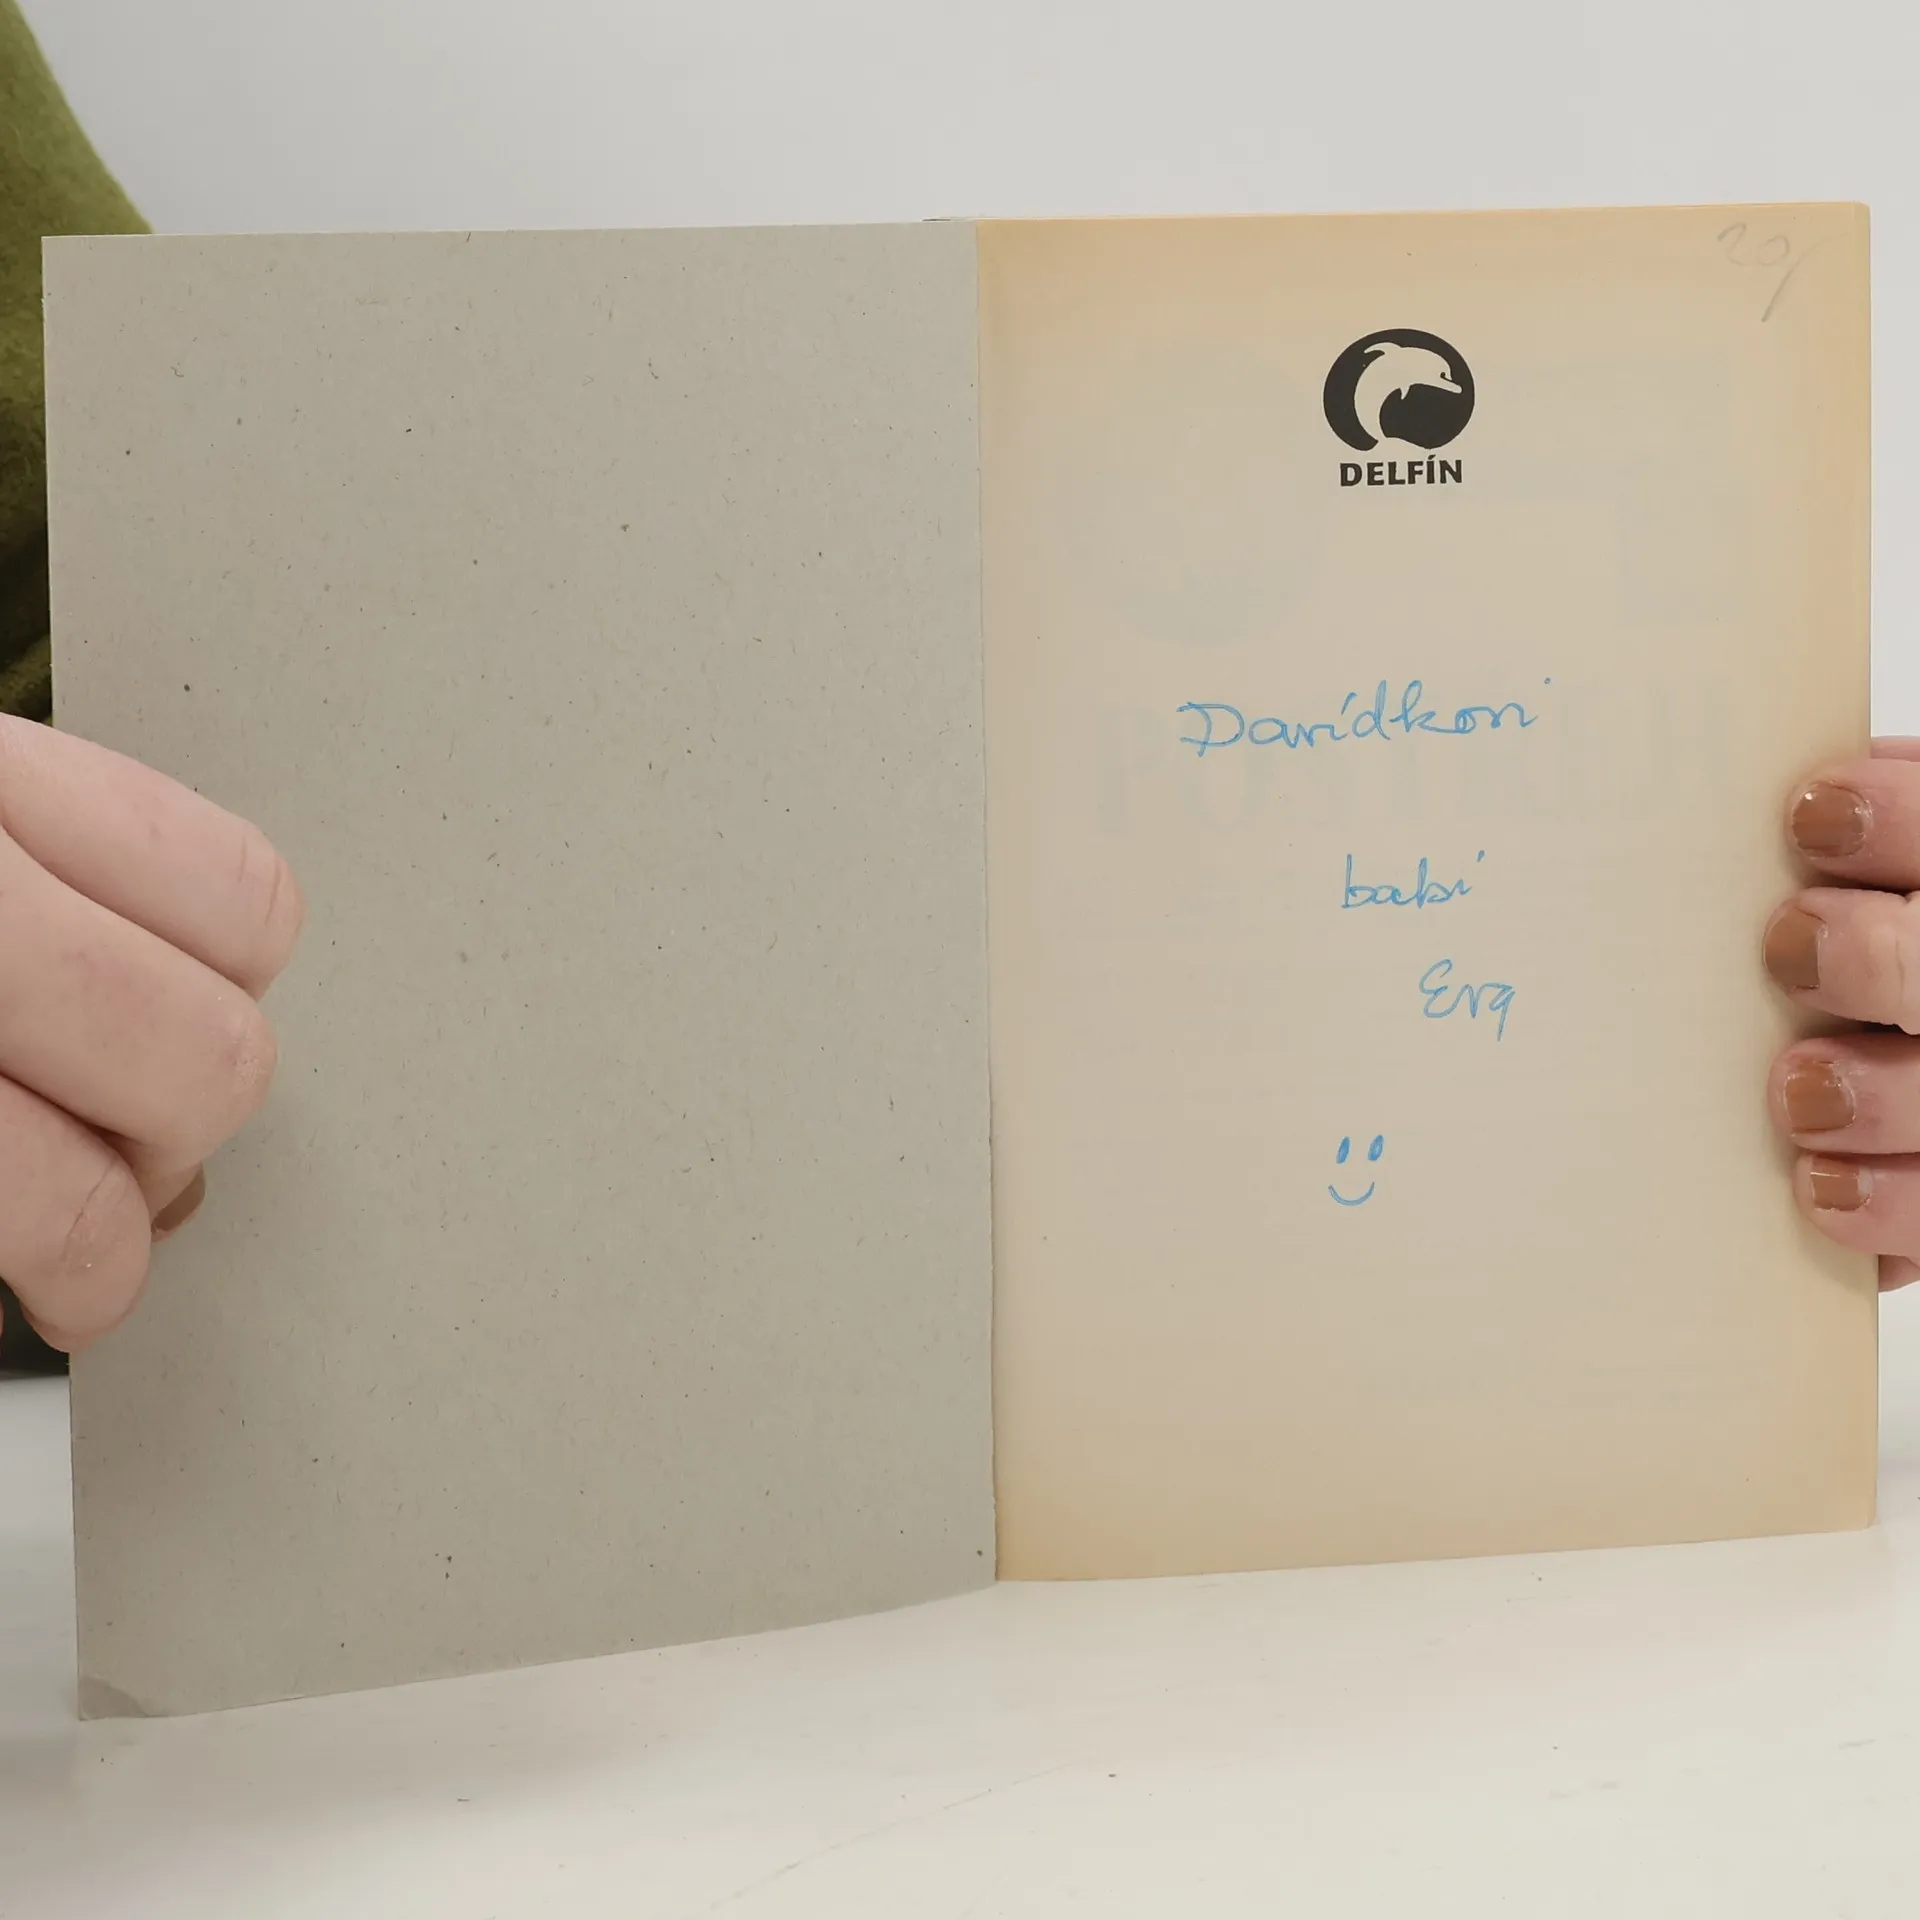 20/
DELFÍN
Davídkovi
babi
Eva